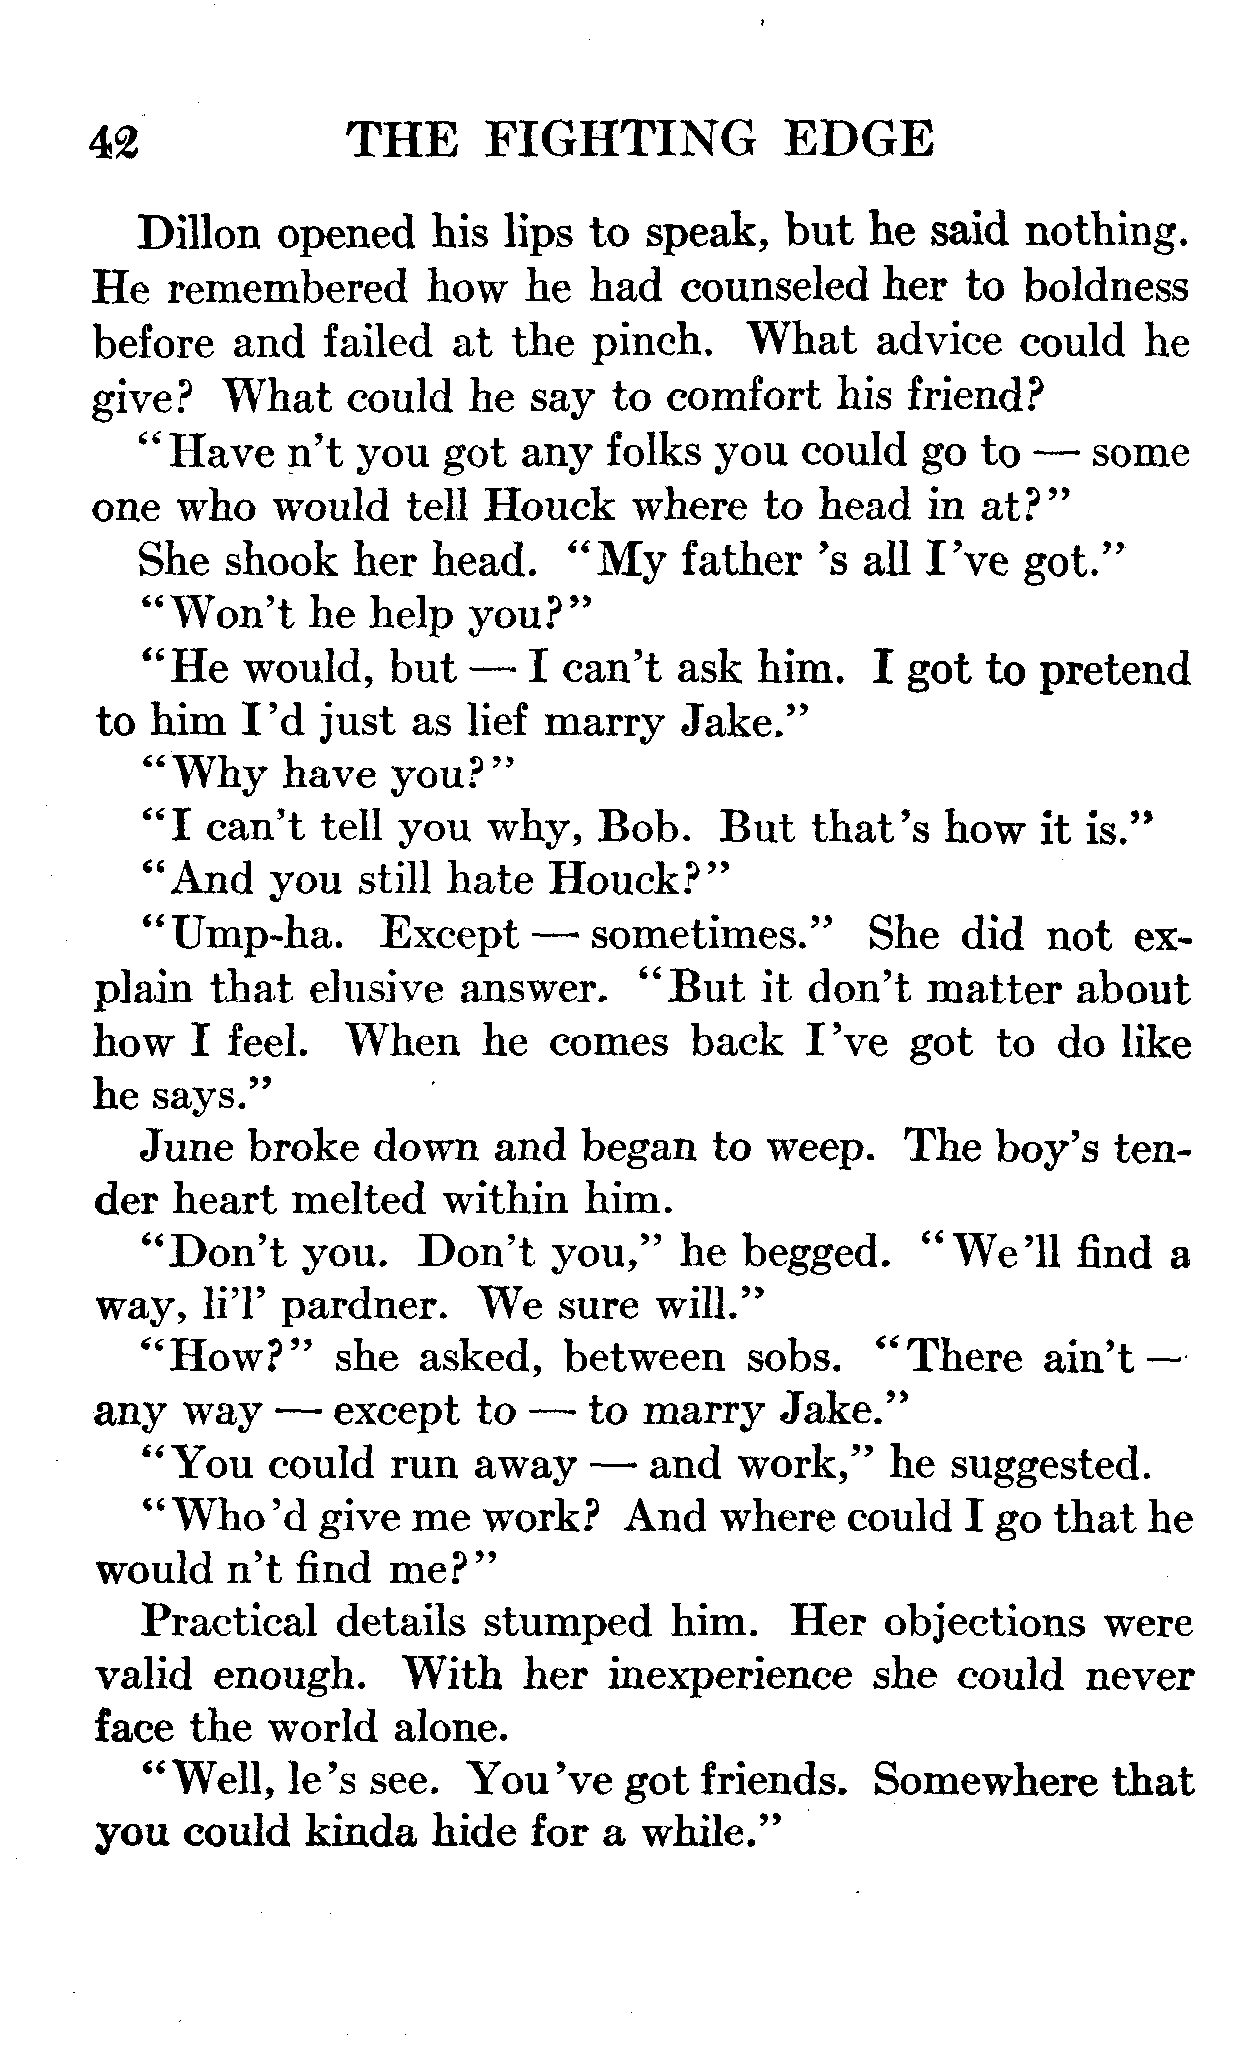 42 THE FIGHTING EDGE
Dillon opened his lips to speak, but he said nothing.
He remembered how he had counseled her to boldness
before and failed at the pinch. What advice could he
give? What could he say to comfort his friend?
“Have n’t you got any folks you could go to — some
one who would tell Houck where to head in at?”
She shook her head. “My father ’s all I’ve got.”
“Won’t he help you?”
“He would, but — I can’t ask him. I got to pretend
to him I’d just as lief marry Jake.”
“Why have you?”
“I can’t tell you why, Bob. But that’s how it is.”
“And you still hate Houck?”
“Ump-ha. Except — sometimes.” She did not ex-
plain that elusive answer. “But it don’t matter about
how I feel. When he comes back I’ve got to do like
he says.”
June broke down and began to weep. The boy’s ten-
der heart melted within him.
“Don’t you. Don’t you,” he begged. “We’ll find a
way, li’l’ pardner. We sure will.”
“How?” she asked, between sobs. “There ain’t —
any way — except to — to marry Jake.”
“You could run away — and work,” he suggested.
“Who’d give me work? And where could I go that he
would n’t find me?”
Practical details stumped him. Her objections were
valid enough. With her inexperience she could never
face the world alone.
“Well, le’s see. You’ve got friends. Somewhere that
you could kinda hide for a while.”